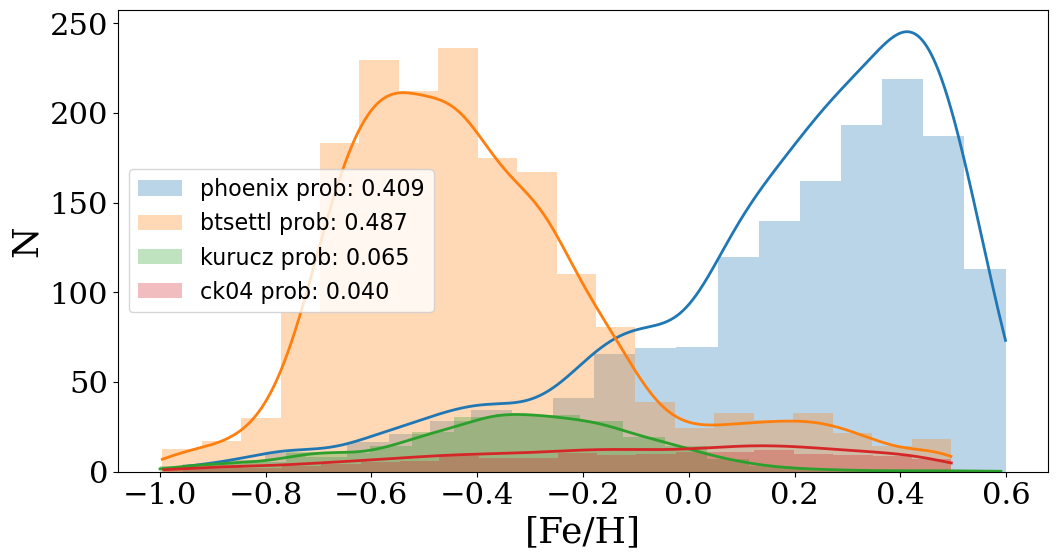 250
200
150
100
50
0
N
phoenix prob: 0.409
btsettl prob: 0.487
kurucz prob: 0.065
ck04 prob: 0.040
−1.0 −0.8 −0.6 −0.4 −0.2 0.0 0.2 0.4 0.6
[Fe/H]